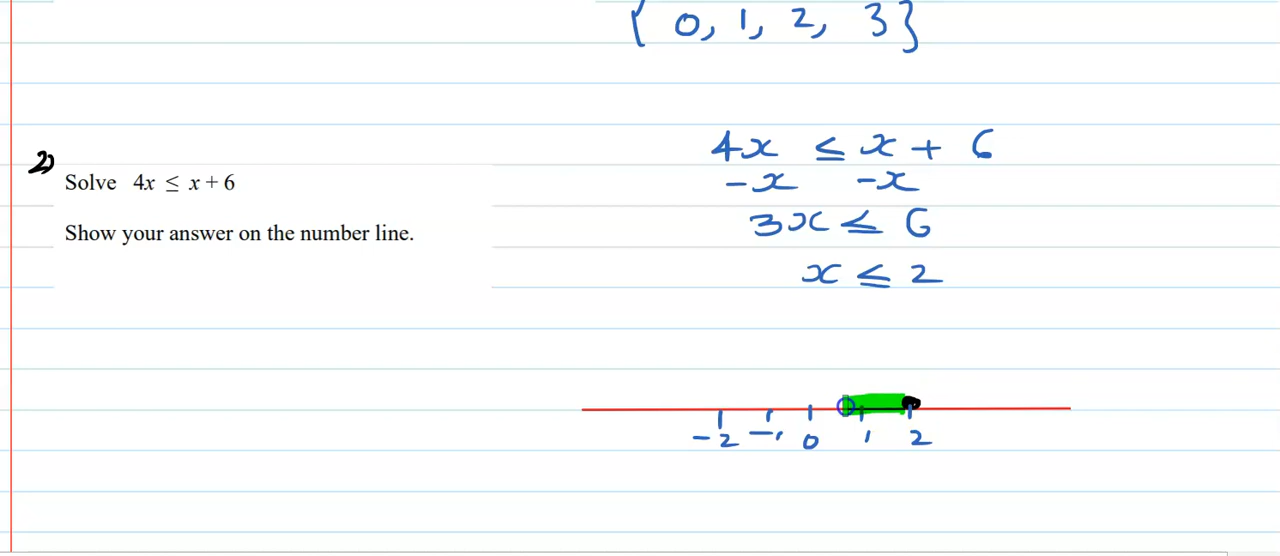 { 0, 1, 2, 3 }
2)
Solve 4x ≤ x + 6
Show your answer on the number line.
4x ≤ x + 6
-x -x
3x ≤ 6
x ≤ 2
-2 -1 0 1 2